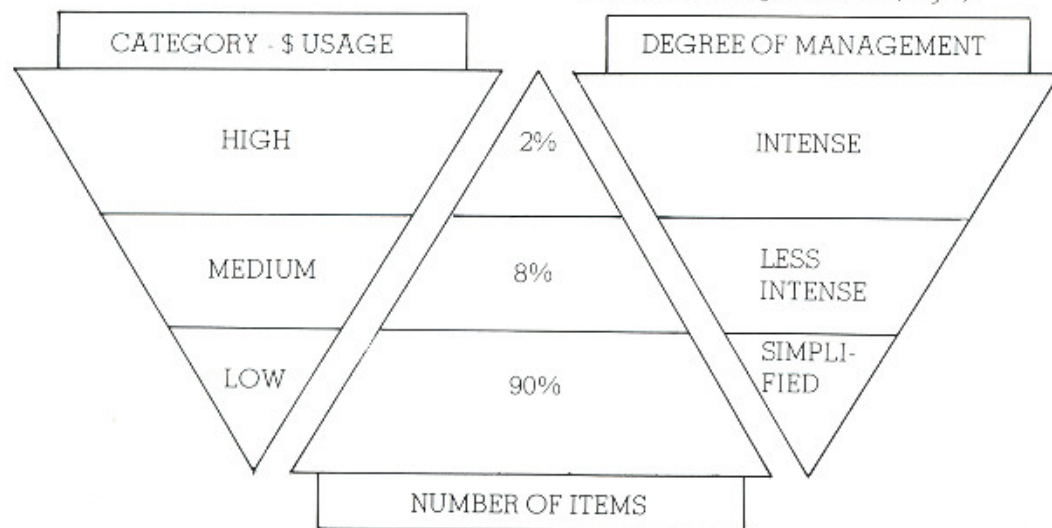 CATEGORY - $ USAGE
DEGREE OF MANAGEMENT
HIGH
2%
INTENSE
MEDIUM
8%
LESS
INTENSE
LOW
90%
SIMPLI-
FIED
NUMBER OF ITEMS